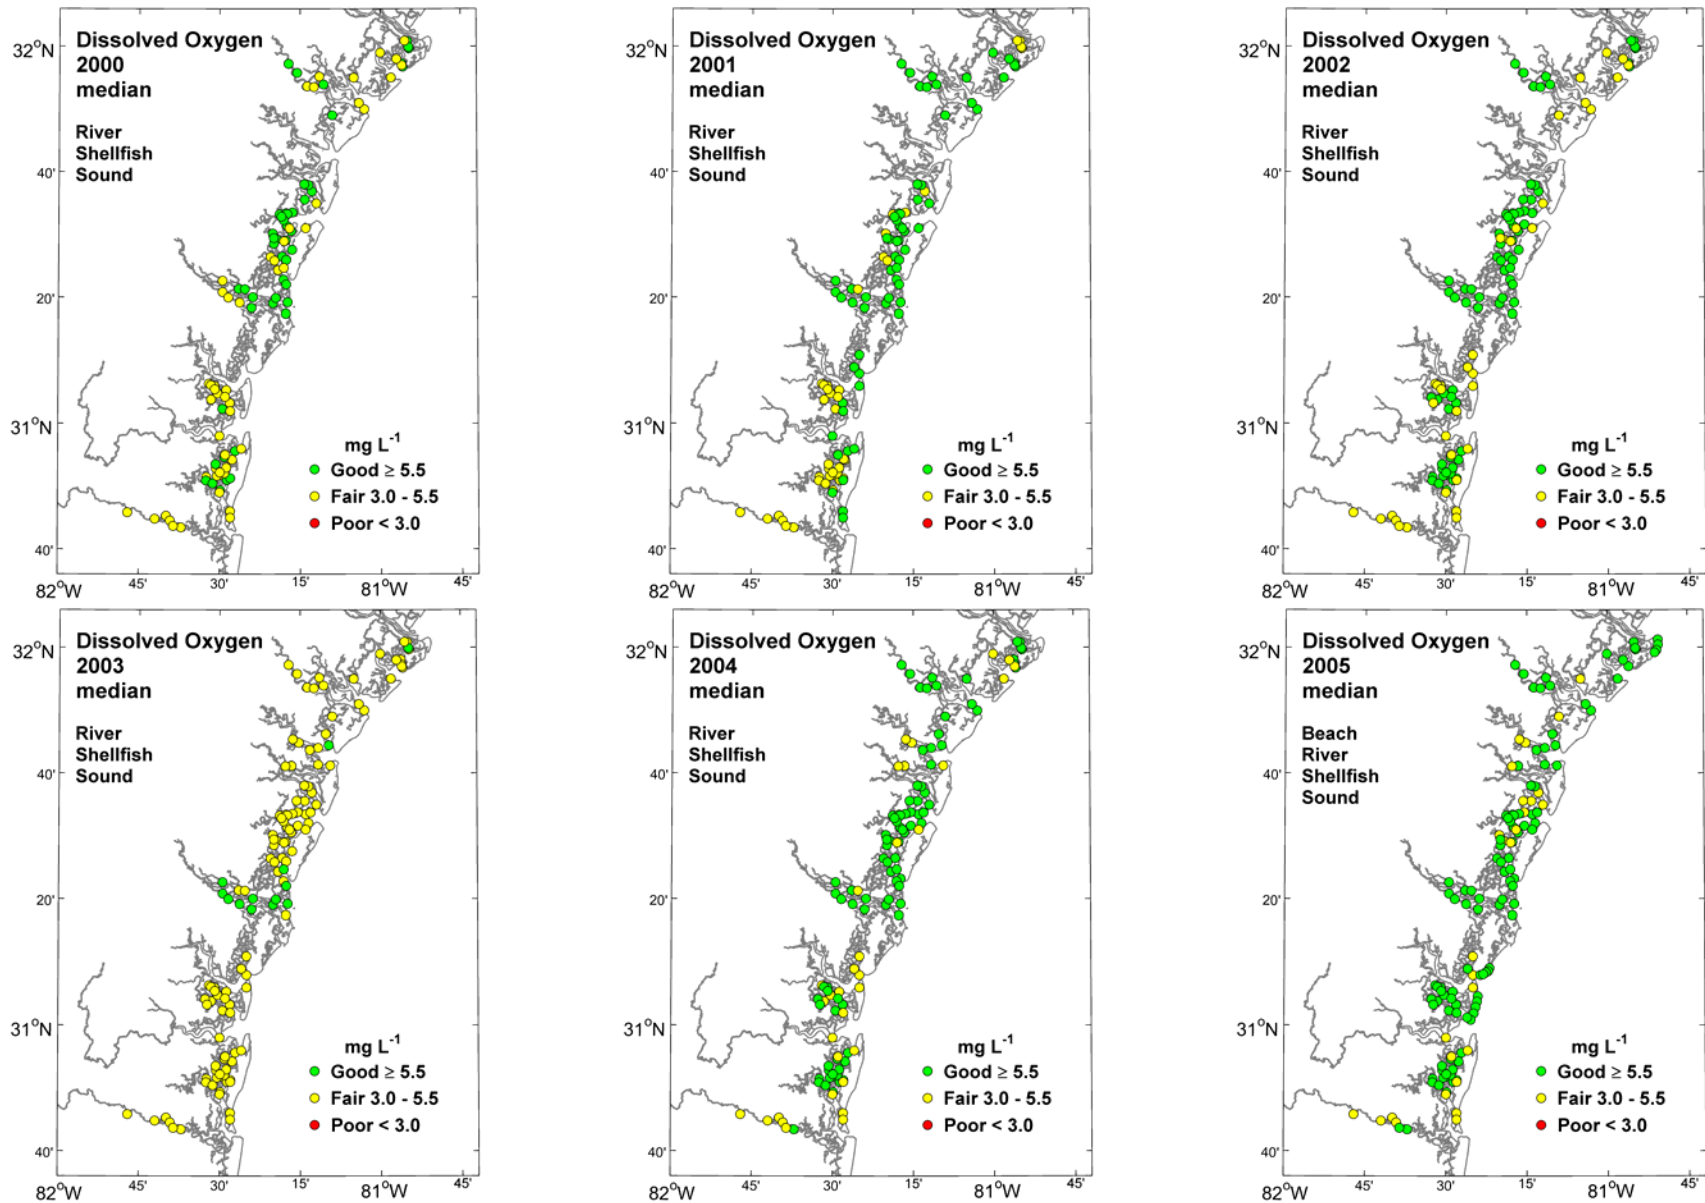 Dissolved Oxygen
2000
median
River
Shellfish
Sound
32°N
40'
20'
31°N
40'
mg L⁻¹
Good ≥ 5.5
Fair 3.0 - 5.5
Poor < 3.0
82°W
45'
30'
15'
81°W
45'
Dissolved Oxygen
2001
median
River
Shellfish
Sound
32°N
40'
20'
31°N
40'
mg L⁻¹
Good ≥ 5.5
Fair 3.0 - 5.5
Poor < 3.0
82°W
45'
30'
15'
81°W
45'
Dissolved Oxygen
2002
median
River
Shellfish
Sound
32°N
40'
20'
31°N
40'
mg L⁻¹
Good ≥ 5.5
Fair 3.0 - 5.5
Poor < 3.0
82°W
45'
30'
15'
81°W
45'
Dissolved Oxygen
2003
median
River
Shellfish
Sound
32°N
40'
20'
31°N
40'
mg L⁻¹
Good ≥ 5.5
Fair 3.0 - 5.5
Poor < 3.0
82°W
45'
30'
15'
81°W
45'
Dissolved Oxygen
2004
median
River
Shellfish
Sound
32°N
40'
20'
31°N
40'
mg L⁻¹
Good ≥ 5.5
Fair 3.0 - 5.5
Poor < 3.0
82°W
45'
30'
15'
81°W
45'
Dissolved Oxygen
2005
median
Beach
River
Shellfish
Sound
32°N
40'
20'
31°N
40'
mg L⁻¹
Good ≥ 5.5
Fair 3.0 - 5.5
Poor < 3.0
82°W
45'
30'
15'
81°W
45'